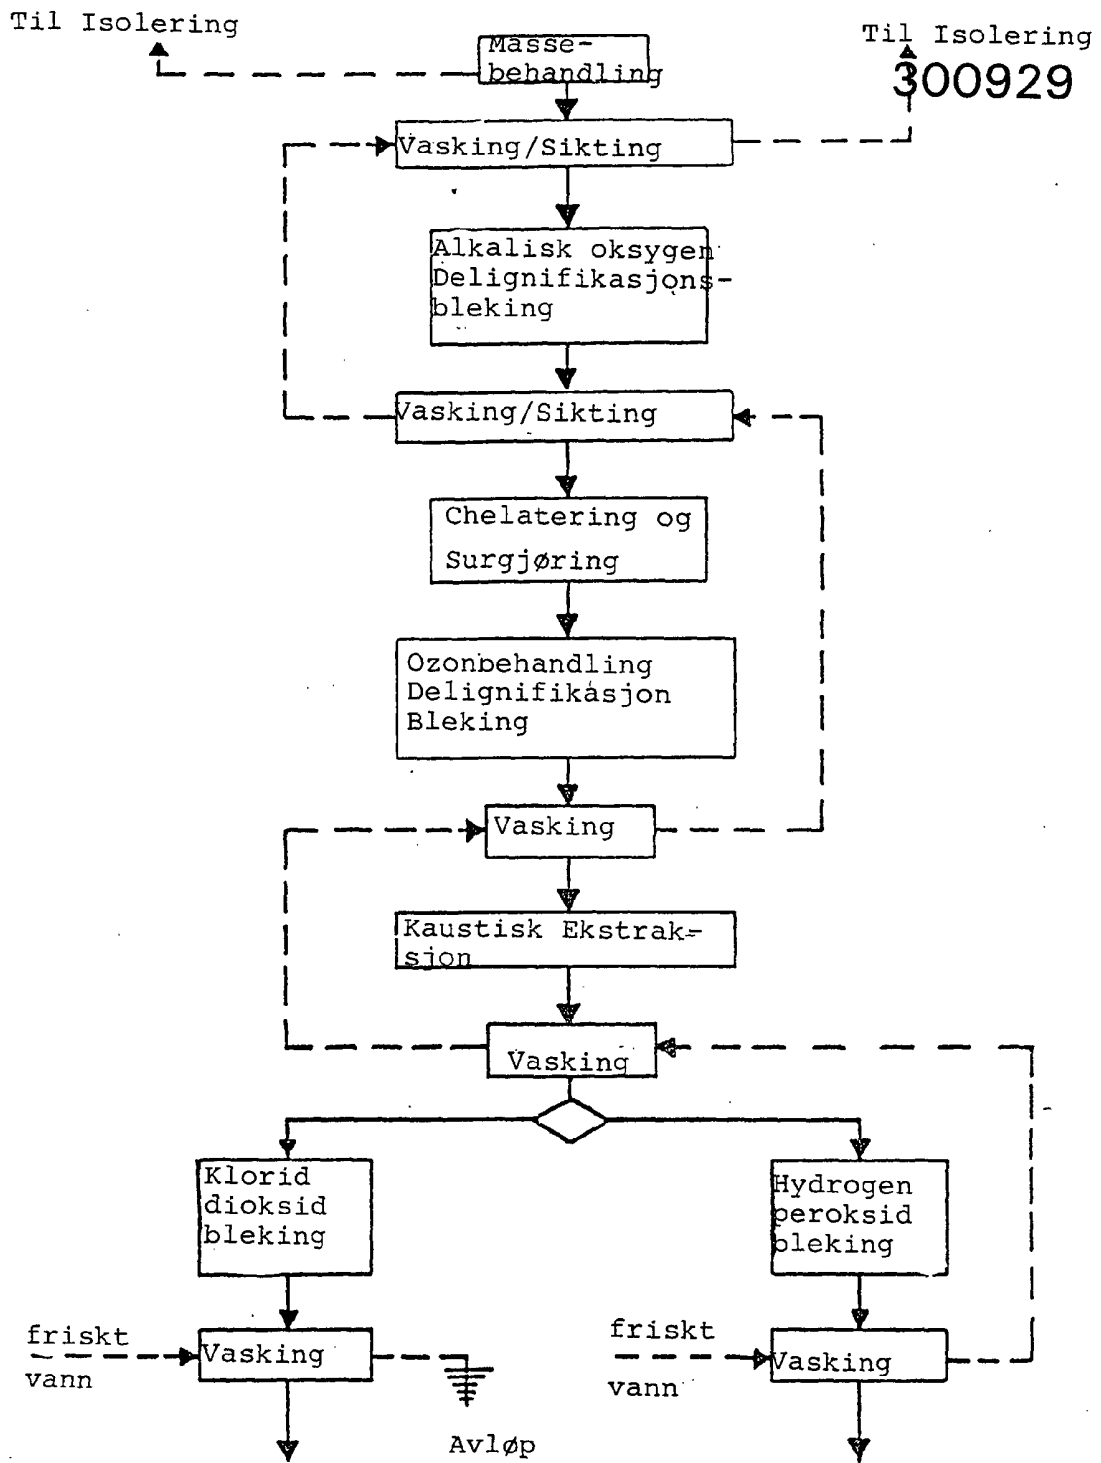 Til Isolering
Til Isolering
300929
Masse-
behandling
Vasking/Sikting
Alkalisk oksygen
Delignifikasjons-
bleking
Vasking/Sikting
Chelatering og
Surgjøring
Ozonbehandling
Delignifikasjon
Bleking
Vasking
Kaustisk Ekstrak-
sjon
Vasking
Klorid
dioksid
bleking
Hydrogen
peroksid
bleking
friskt
vann
Vasking
Avløp
friskt
vann
Vasking